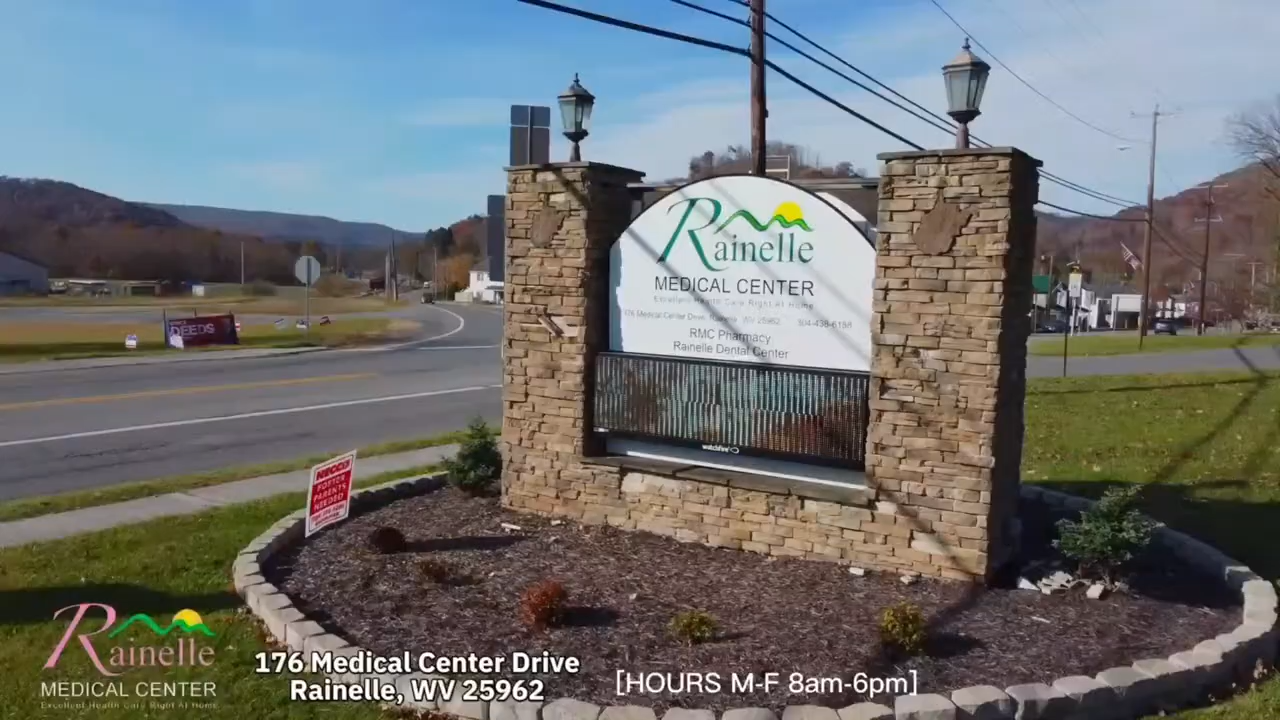 Rainelle
MEDICAL CENTER
Excellent Health Care Right At Home
176 Medical Center Drive, Rainelle, WV 25962 304-438-6188
RMC Pharmacy
Rainelle Dental Center
watchfire
DEEDS
FOSTER
PARENTS
NEEDED
Rainelle
MEDICAL CENTER
Excellent Health Care Right At Home
176 Medical Center Drive
Rainelle, WV 25962
[HOURS M-F 8am-6pm]